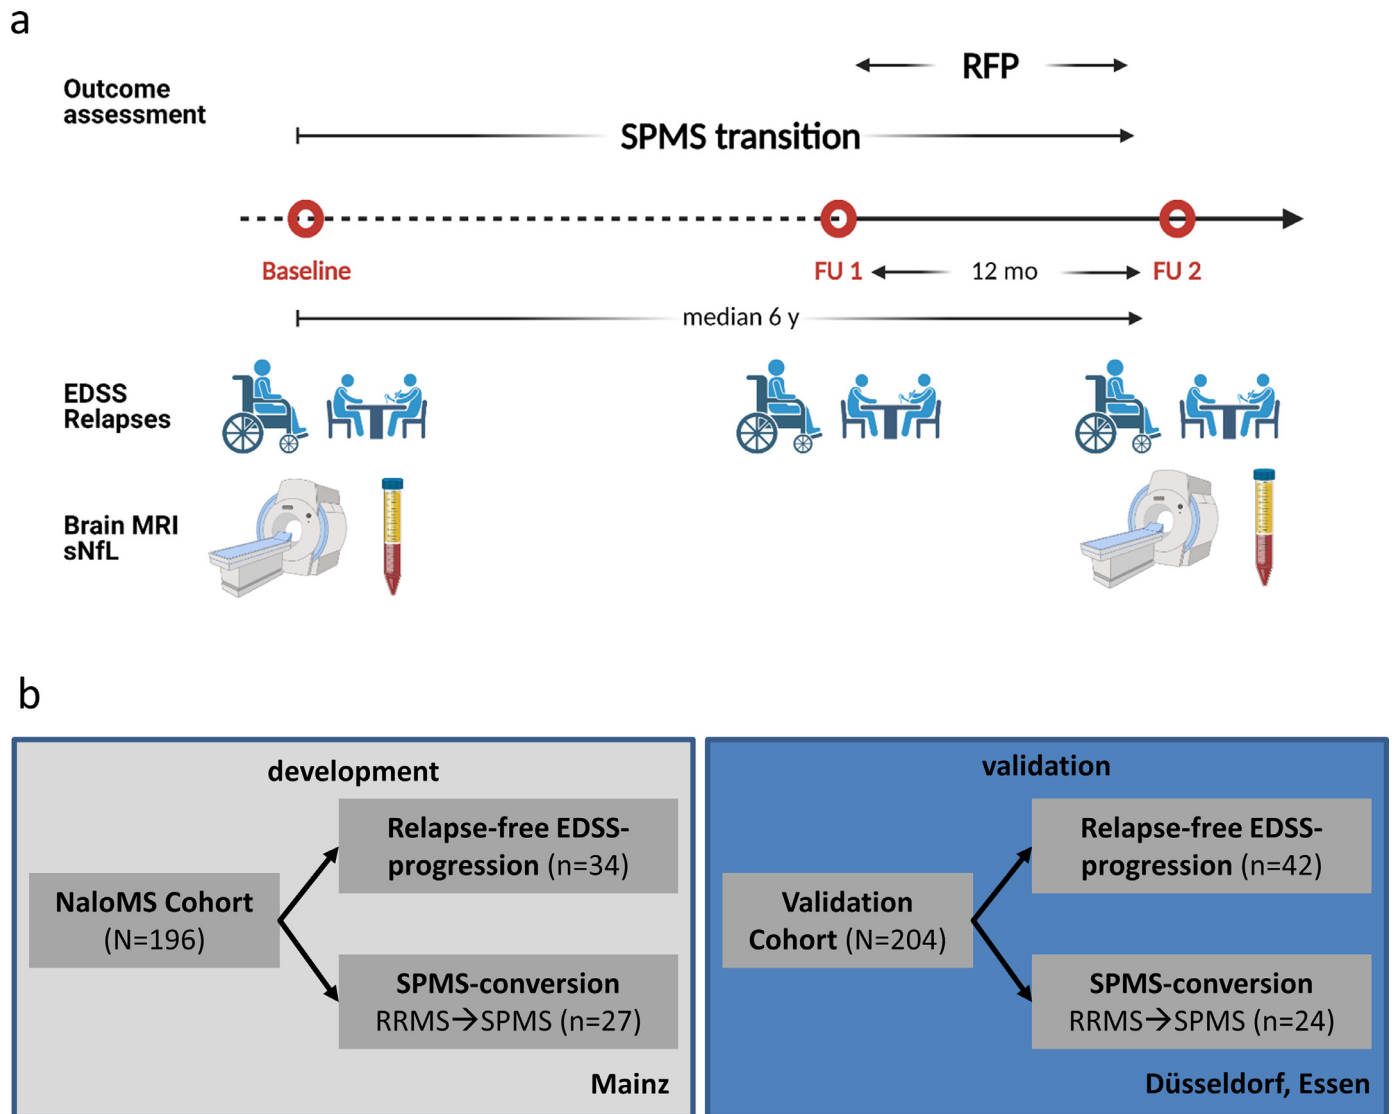 a
Outcome
assessment
RFP
SPMS transition
Baseline
FU 1
12 mo
FU 2
median 6 y
EDSS
Relapses
Brain MRI
sNfL
b
development
NaloMS Cohort
(N=196)
Relapse-free EDSS-
progression (n=34)
SPMS-conversion
RRMS→SPMS (n=27)
Mainz
validation
Validation
Cohort (N=204)
Relapse-free EDSS-
progression (n=42)
SPMS-conversion
RRMS→SPMS (n=24)
Düsseldorf, Essen